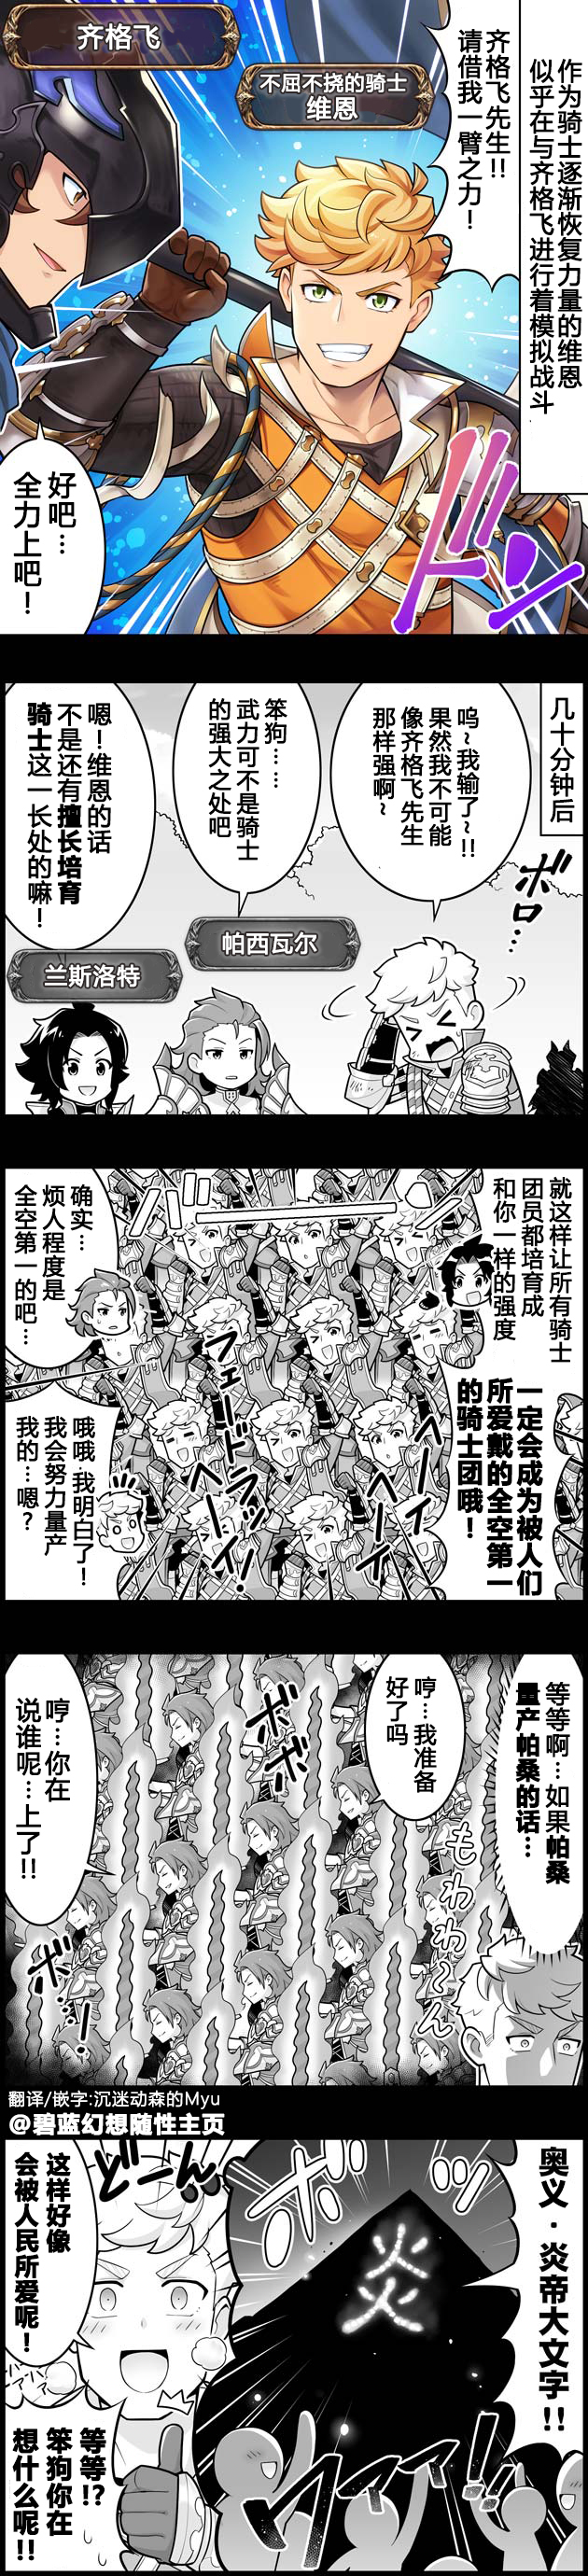 作为骑士逐渐恢复力量的维恩
似乎在与齐格飞进行着模拟战斗
齐格飞先生!!
请借我一臂之力!
不屈不挠的骑士
维恩
齐格飞
好吧…
全力上吧!
ドドン
几十分钟后
呜~我输了~!!
果然我不可能
像齐格飞先生
那样强啊~
笨狗……
武力可不是骑士
的强大之处吧
嗯!维恩的话
不是还有擅长培育
骑士这一长处的嘛!
ボロ…
帕西瓦尔
兰斯洛特
就这样让所有骑士
团员都培育成
和你一样的强度
一定会成为被人们
所爱戴的全空第一
的骑士团哦!
确实…
烦人程度是
全空第一的吧…
哦哦…我明白了!
我会努力量产
我的…嗯?
フェードラッヘ!
ヘーイ!
ヘーイ
ヘーイ
等等啊…如果帕桑
量产帕桑的话…
哼…我准备
好了吗
哼…你在
说谁呢…上了!!
ボボ
ボ…!
もわわ~ん
翻译/嵌字:沉迷动森的Myu
@碧蓝幻想随性主页
奥义·炎帝大文字!!
ボボボ
炎
どーん
这样好像
会被人民所爱呢!
ワアアア
等等!?
笨狗你在
想什么呢!!